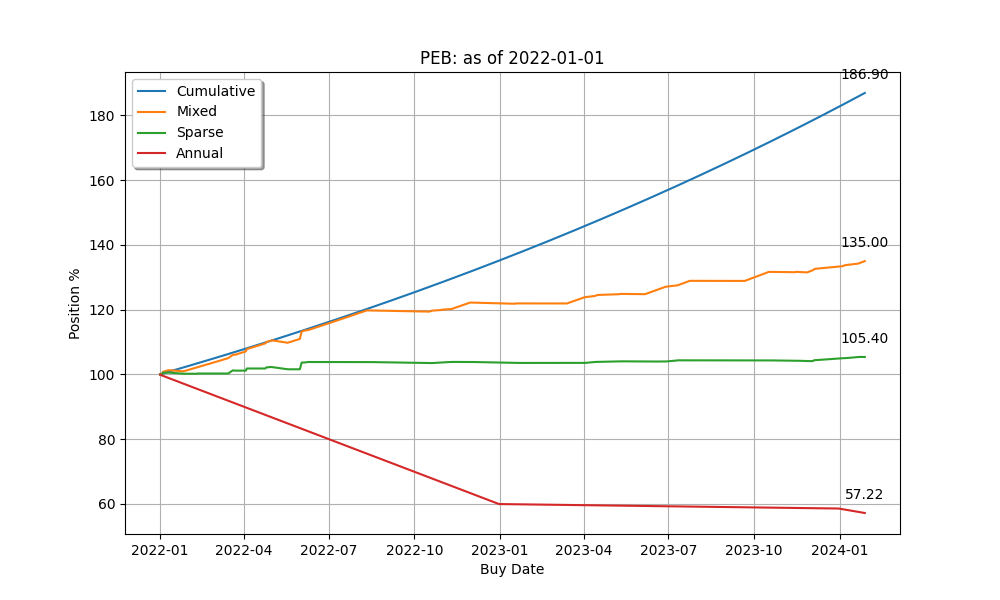 PEB: as of 2022-01-01
186.90
Cumulative
Mixed
Sparse
Annual
180
160
140
120
100
80
60
135.00
105.40
57.22
Position %
2022-01 2022-04 2022-07 2022-10 2023-01 2023-04 2023-07 2023-10 2024-01
Buy Date